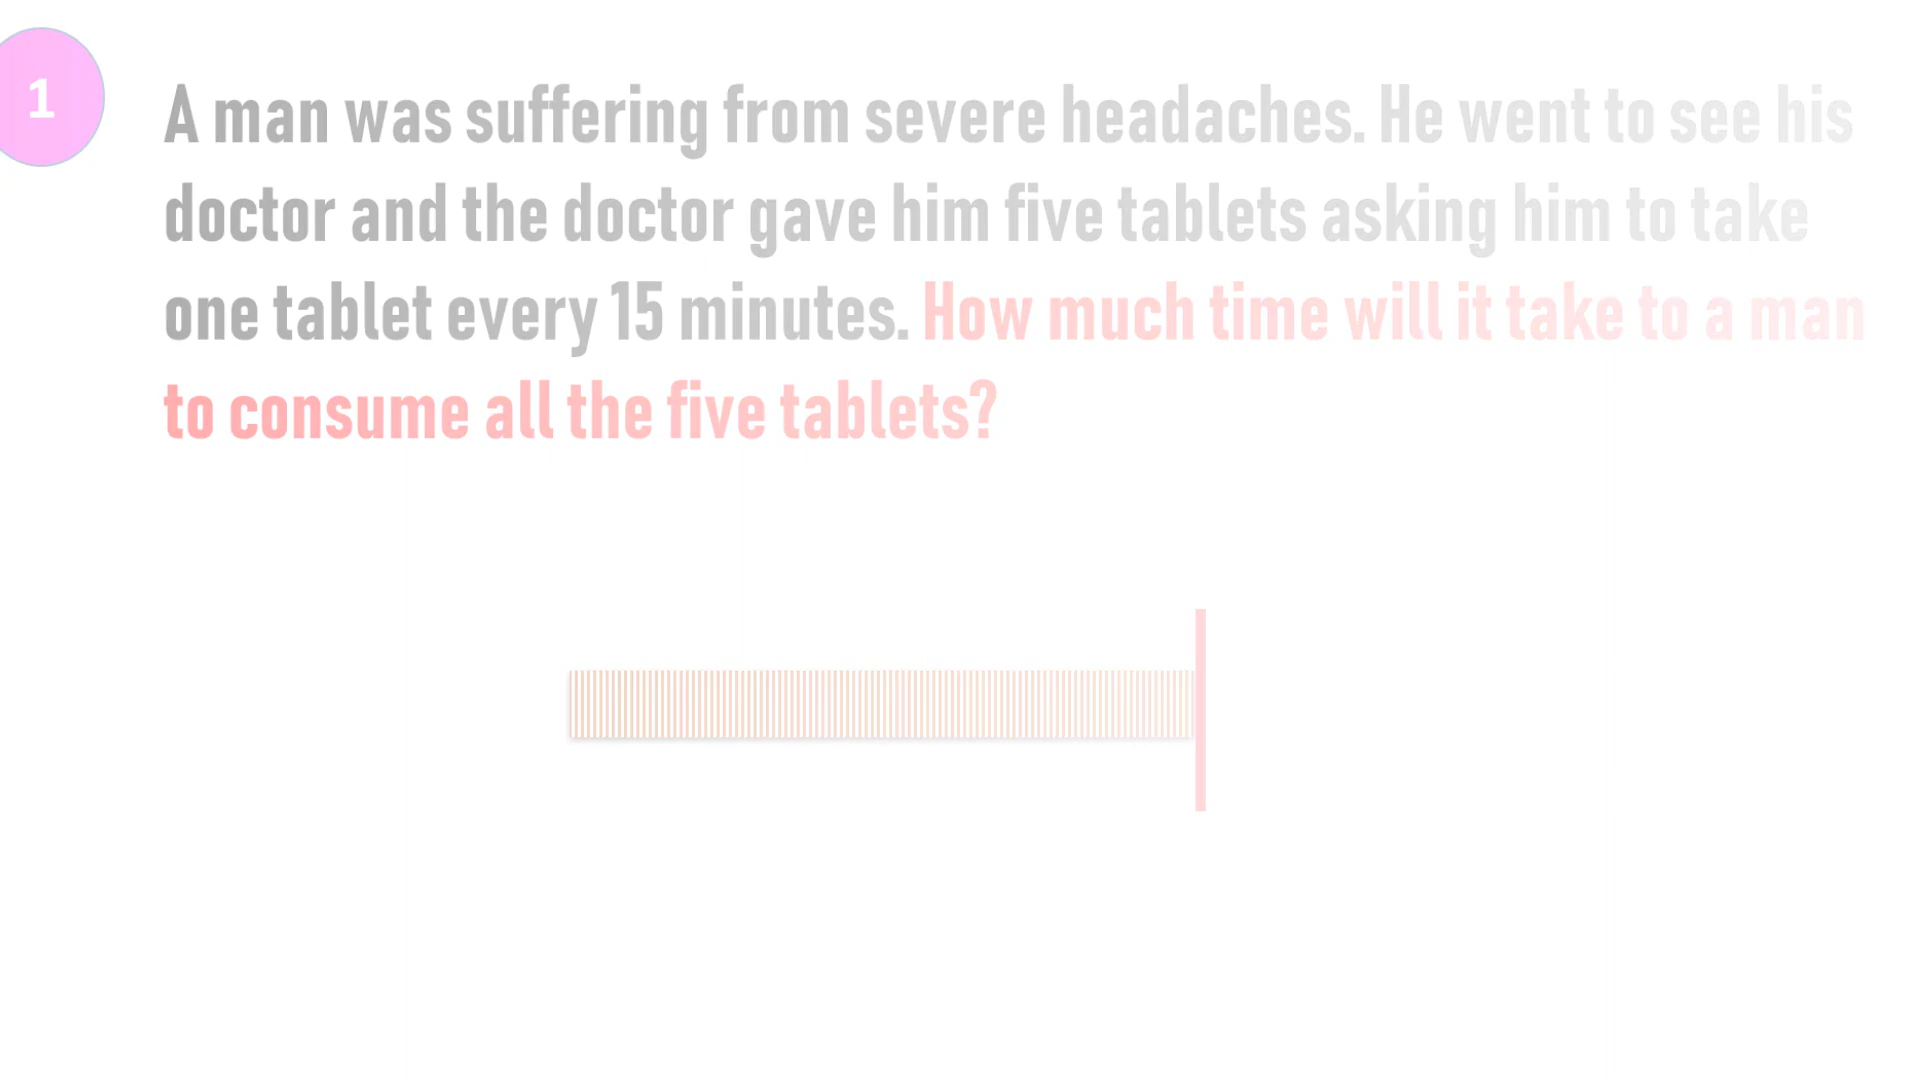 1
A man was suffering from severe headaches. He went to see his
doctor and the doctor gave him five tablets asking him to take
one tablet every 15 minutes. How much time will it take to a man
to consume all the five tablets?